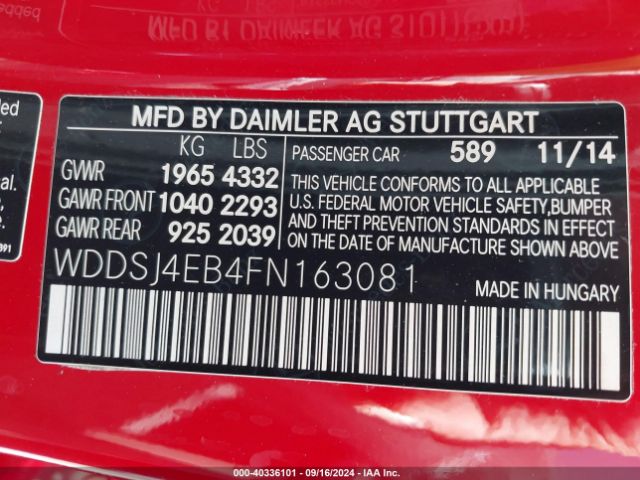 MFD BY DAIMLER AG STUTTGART
KG LBS
GWWR 1965 4332
GAWR FRONT 1040 2293
GAWR REAR 925 2039
PASSENGER CAR 589 11/14
THIS VEHICLE CONFORMS TO ALL APPLICABLE
U.S. FEDERAL MOTOR VEHICLE SAFETY,BUMPER,
AND THEFT PREVENTION STANDARDS IN EFFECT
ON DATE OF MANUFACTURE SHOWN ABOVE.
WDDSJ4EB4FN163081
MADE IN HUNGARY
000-40336101 - 09/16/2024 - IAA Inc.